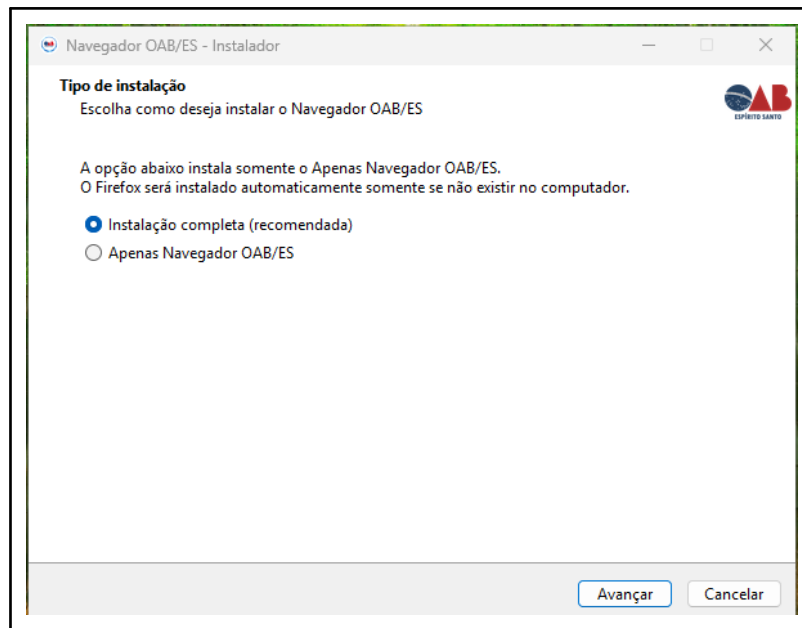 Navegador OAB/ES - Instalador
Tipo de instalação
Escolha como deseja instalar o Navegador OAB/ES
OAB
ESPÍRITO SANTO
A opção abaixo instala somente o Apenas Navegador OAB/ES.
O Firefox será instalado automaticamente somente se não existir no computador.
Instalação completa (recomendada)
Apenas Navegador OAB/ES
Avançar
Cancelar